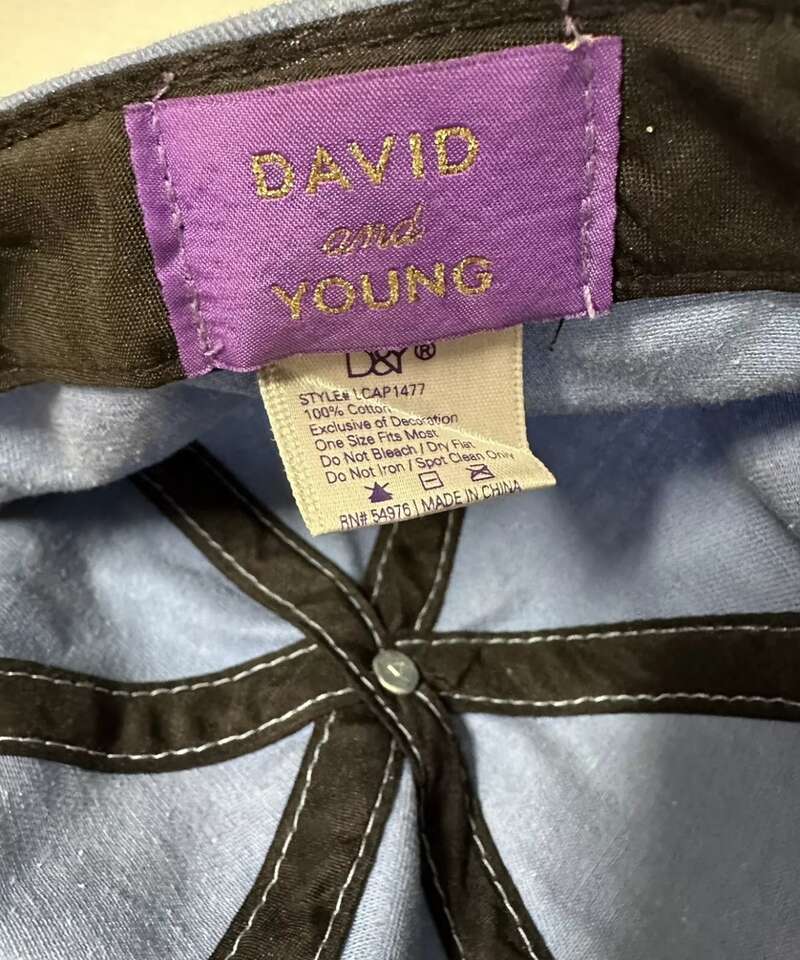 DAVID
and
YOUNG
D&Y®
STYLE# LCAP1477
100% Cotton
Exclusive of Decoration
One Size Fits Most
Do Not Bleach / Dry Flat
Do Not Iron / Spot Clean Only
RN# 54976 | MADE IN CHINA